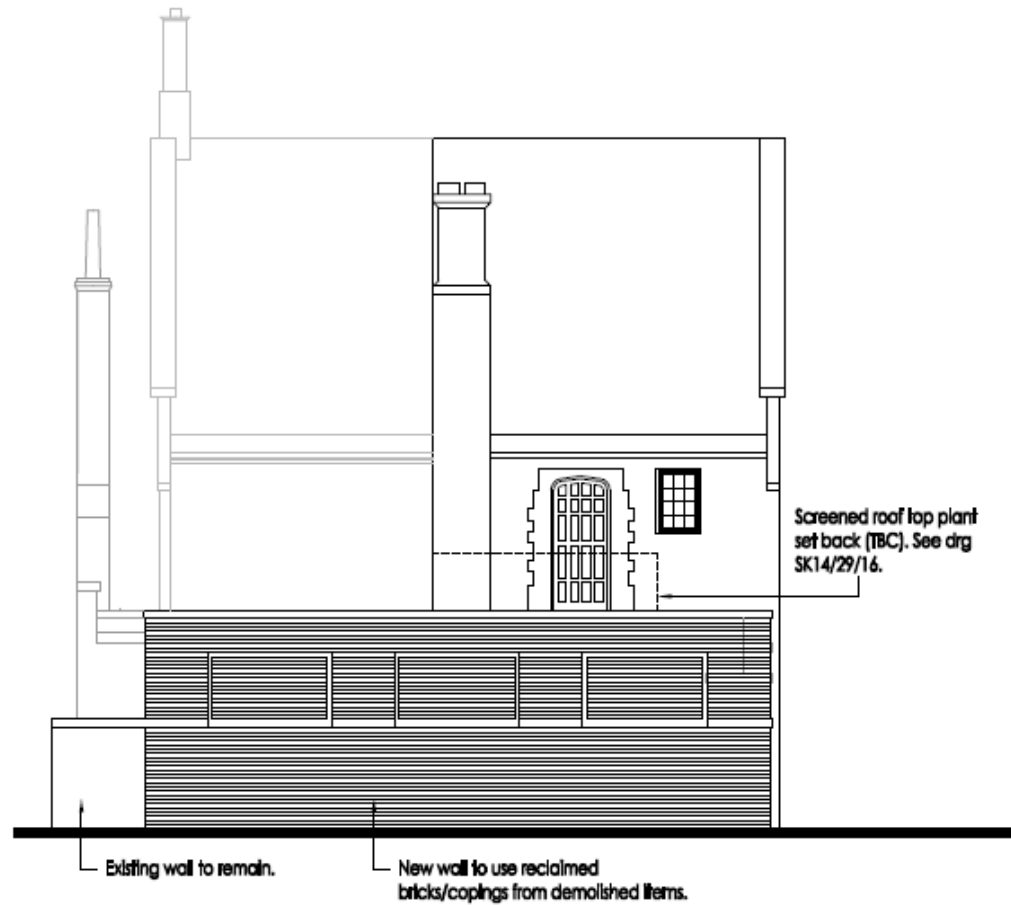 Screened roof top plant
set back (TBC). See drg
SK14/29/16.
Existing wall to remain.
New wall to use reclaimed
bricks/copings from demolished items.